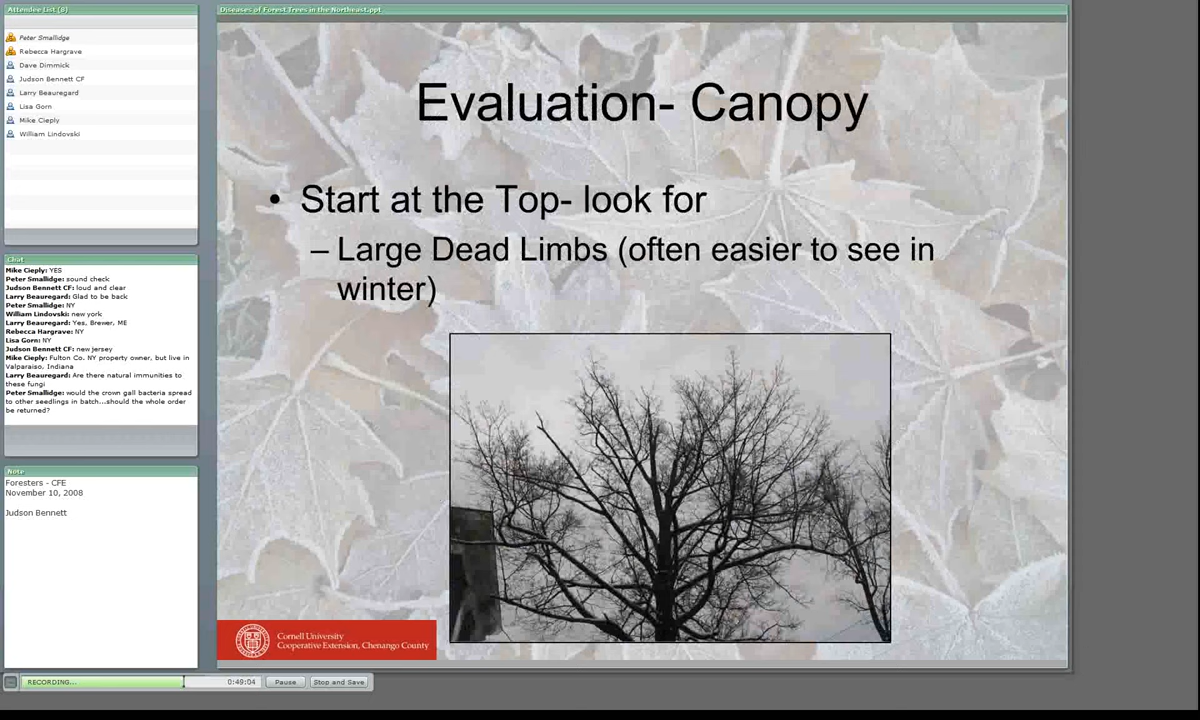 Attendee List (8)
Peter Smallidge
Rebecca Hargrave
Dave Dimmick
Judson Bennett CF
Larry Beauregard
Lisa Gorn
Mike Cieply
William Lindovski
Chat
Mike Cieply: YES
Peter Smallidge: sound check
Judson Bennett CF: loud and clear
Larry Beauregard: Glad to be back
Peter Smallidge: NY
William Lindovski: new york
Larry Beauregard: Yes, Brewer, ME
Rebecca Hargrave: NY
Lisa Gorn: NY
Judson Bennett CF: new jersey
Mike Cieply: Fulton Co. NY property owner, but live in
Valparaiso, Indiana
Larry Beauregard: Are there natural immunities to
these fungi
Peter Smallidge: would the crown gall bacteria spread
to other seedlings in batch...should the whole order
be returned?
Note
Foresters - CFE
November 10, 2008
Judson Bennett
Diseases of Forest Trees in the Northeast.ppt
Evaluation- Canopy
• Start at the Top- look for
– Large Dead Limbs (often easier to see in
winter)
Cornell University
Cooperative Extension, Chenango County
RECORDING...
0:49:04
Pause
Stop and Save